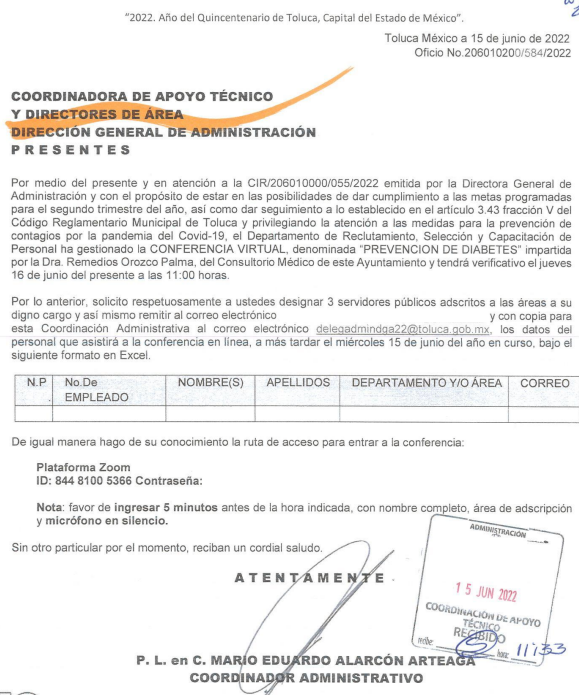 "2022. Año del Quincentenario de Toluca, Capital del Estado de México".
Toluca México a 15 de junio de 2022
Oficio No.206010200/584/2022
COORDINADORA DE APOYO TÉCNICO
Y DIRECTORES DE ÁREA
DIRECCIÓN GENERAL DE ADMINISTRACIÓN
P R E S E N T E S
Por medio del presente y en atención a la CIR/206010000/055/2022 emitida por la Directora General de
Administración y con el propósito de estar en las posibilidades de dar cumplimiento a las metas programadas
para el segundo trimestre del año, así como dar seguimiento a lo establecido en el artículo 3.43 fracción V del
Código Reglamentario Municipal de Toluca y privilegiando la atención a las medidas para la prevención de
contagios por la pandemia del Covid-19, el Departamento de Reclutamiento, Selección y Capacitación de
Personal ha gestionado la CONFERENCIA VIRTUAL, denominada "PREVENCION DE DIABETES" impartida
por la Dra. Remedios Orozco Palma, del Consultorio Médico de este Ayuntamiento y tendrá verificativo el jueves
16 de junio del presente a las 11:00 horas.
Por lo anterior, solicito respetuosamente a ustedes designar 3 servidores públicos adscritos a las áreas a su
digno cargo y así mismo remitir al correo electrónico y con copia para
esta Coordinación Administrativa al correo electrónico delegadmindga22@toluca.gob.mx, los datos del
personal que asistirá a la conferencia en línea, a más tardar el miércoles 15 de junio del año en curso, bajo el
siguiente formato en Excel.
N.P. No.De EMPLEADO NOMBRE(S) APELLIDOS DEPARTAMENTO Y/O ÁREA CORREO
De igual manera hago de su conocimiento la ruta de acceso para entrar a la conferencia:
Plataforma Zoom
ID: 844 8100 5366 Contraseña:
Nota: favor de ingresar 5 minutos antes de la hora indicada, con nombre completo, área de adscripción
y micrófono en silencio.
Sin otro particular por el momento, reciban un cordial saludo.
A T E N T A M E N T E
ADMINISTRACIÓN
1 5 JUN 2022
COORDINACIÓN DE APOYO
TÉCNICO
RECIBIDO
recibe: hora: 11:33
P. L. en C. MARIO EDUARDO ALARCÓN ARTEAGA
COORDINADOR ADMINISTRATIVO